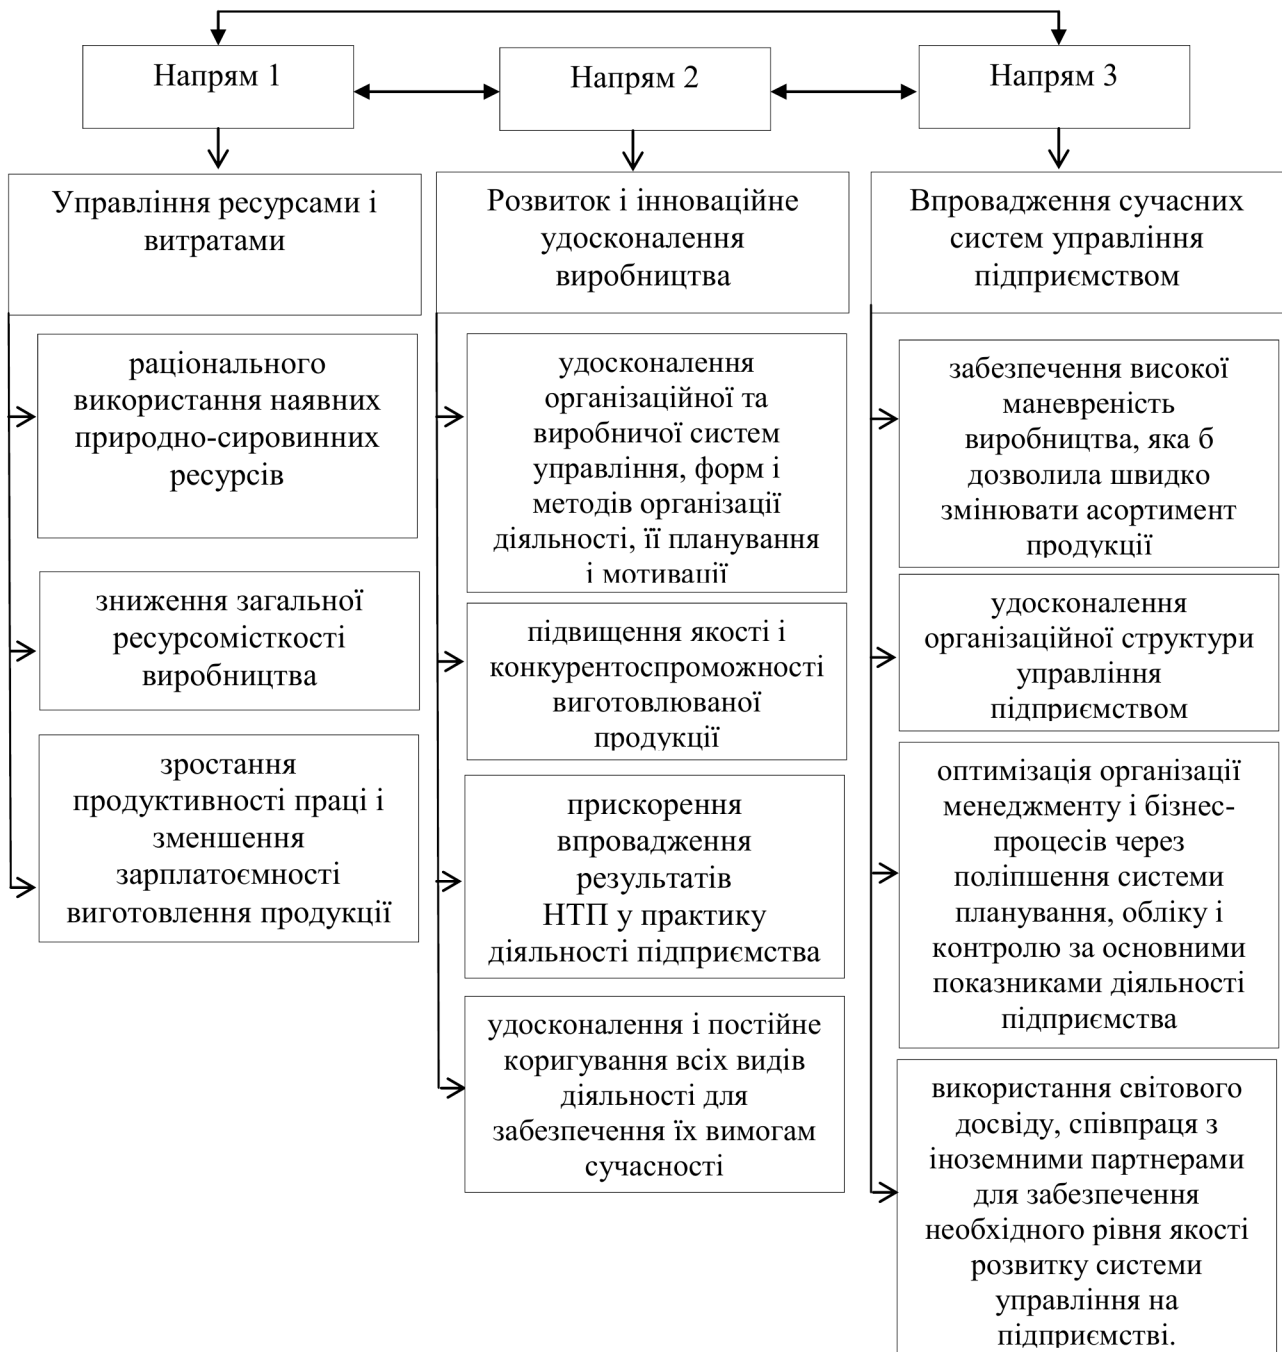 Напрям 1
Напрям 2
Напрям 3
Управління ресурсами і
витратами
раціонального
використання наявних
природно-сировинних
ресурсів
зниження загальної
ресурсомісткості
виробництва
зростання
продуктивності праці і
зменшення
зарплатоємності
виготовлення продукції
Розвиток і інноваційне
удосконалення
виробництва
удосконалення
організаційної та
виробничої систем
управління, форм і
методів організації
діяльності, її планування
і мотивації
підвищення якості і
конкурентоспроможності
виготовлюваної
продукції
прискорення
впровадження
результатів
НТП у практику
діяльності підприємства
удосконалення і постійне
коригування всіх видів
діяльності для
забезпечення їх вимогам
сучасності
Впровадження сучасних
систем управління
підприємством
забезпечення високої
маневреність
виробництва, яка б
дозволила швидко
змінювати асортимент
продукції
удосконалення
організаційної структури
управління
підприємством
оптимізація організації
менеджменту і бізнес-
процесів через
поліпшення системи
планування, обліку і
контролю за основними
показниками діяльності
підприємства
використання світового
досвіду, співпраця з
іноземними партнерами
для забезпечення
необхідного рівня якості
розвитку системи
управління на
підприємстві.